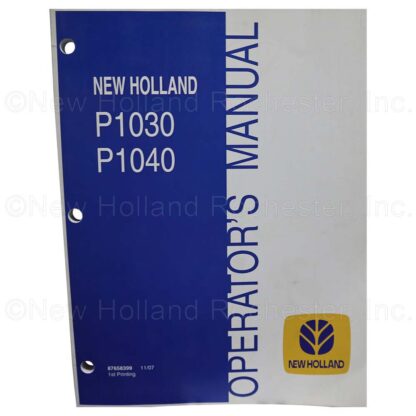 NEW HOLLAND
P1030
P1040
OPERATOR'S MANUAL
87658399 11/07
1st Printing
NEW HOLLAND
©New Holland Rochester, Inc.
©New Holland Rochester, Inc.
©New Holland Rochester, Inc.